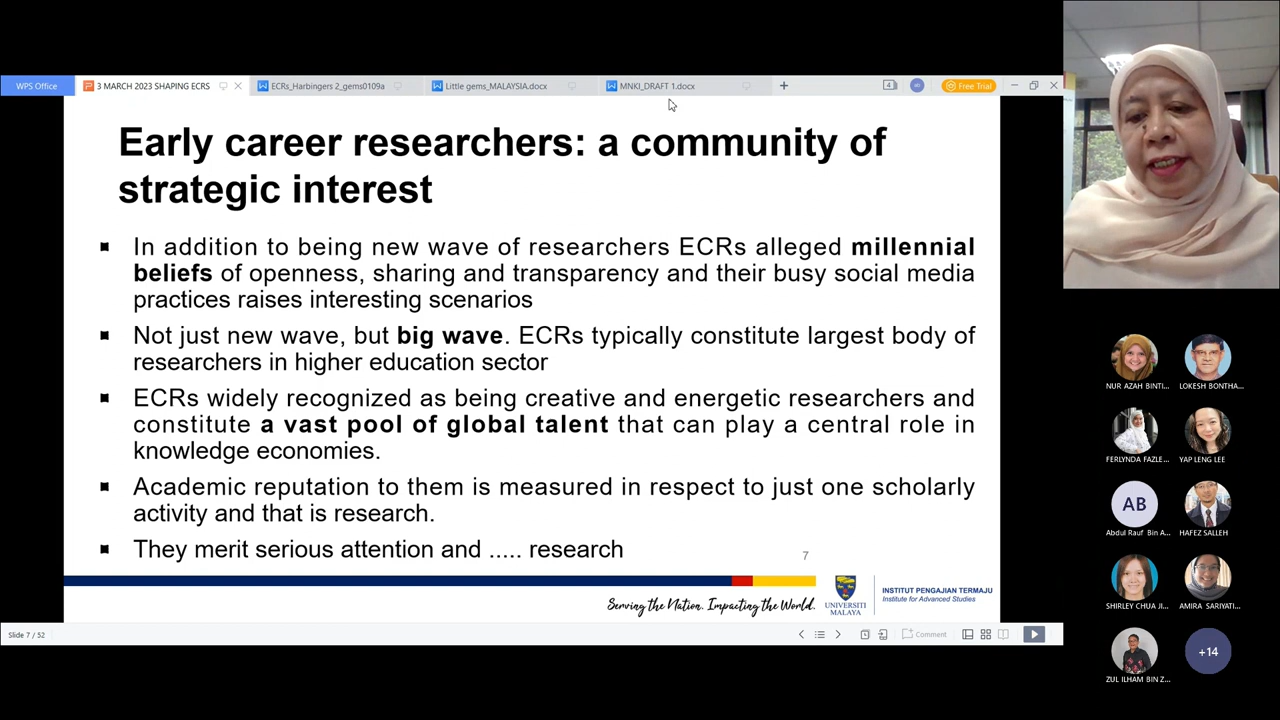 WPS Office
3 MARCH 2023 SHAPING ECRS
ECRs_Harbingers 2_gems0109a
Little gems_MALAYSIA.docx
MNKI_DRAFT 1.docx
4
Free Trial
Early career researchers: a community of
strategic interest
In addition to being new wave of researchers ECRs alleged millennial
beliefs of openness, sharing and transparency and their busy social media
practices raises interesting scenarios
Not just new wave, but big wave. ECRs typically constitute largest body of
researchers in higher education sector
ECRs widely recognized as being creative and energetic researchers and
constitute a vast pool of global talent that can play a central role in
knowledge economies.
Academic reputation to them is measured in respect to just one scholarly
activity and that is research.
They merit serious attention and ..... research
7
Serving the Nation. Impacting the World.
UNIVERSITI
MALAYA
INSTITUT PENGAJIAN TERMAJU
Institute for Advanced Studies
Slide 7 / 52
Comment
NUR AZAH BINTI...
LOKESH BONTHA...
FERLYNDA FAZLE...
YAP LENG LEE
AB
Abdul Rauf Bin A...
HAFEZ SALLEH
SHIRLEY CHUA JI...
AMIRA SARIYATI...
ZUL ILHAM BIN Z...
+14